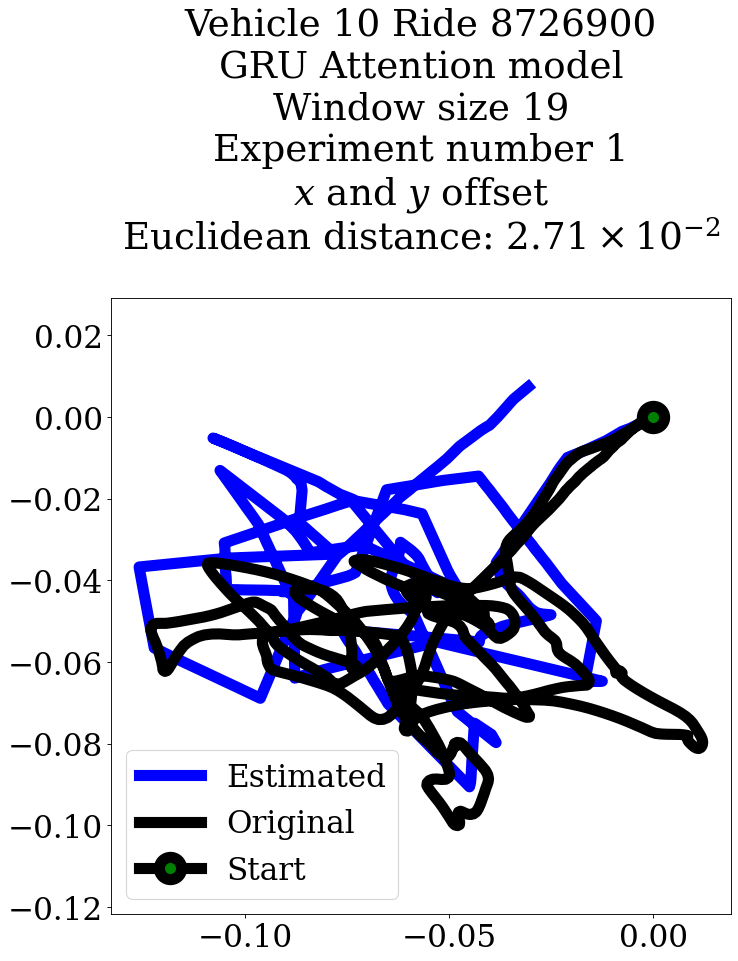 Vehicle 10 Ride 8726900
GRU Attention model
Window size 19
Experiment number 1
x and y offset
Euclidean distance: 2.71 × 10⁻²
0.02
0.00
−0.02
−0.04
−0.06
−0.08
−0.10
−0.12
Estimated
Original
Start
−0.10 −0.05 0.00